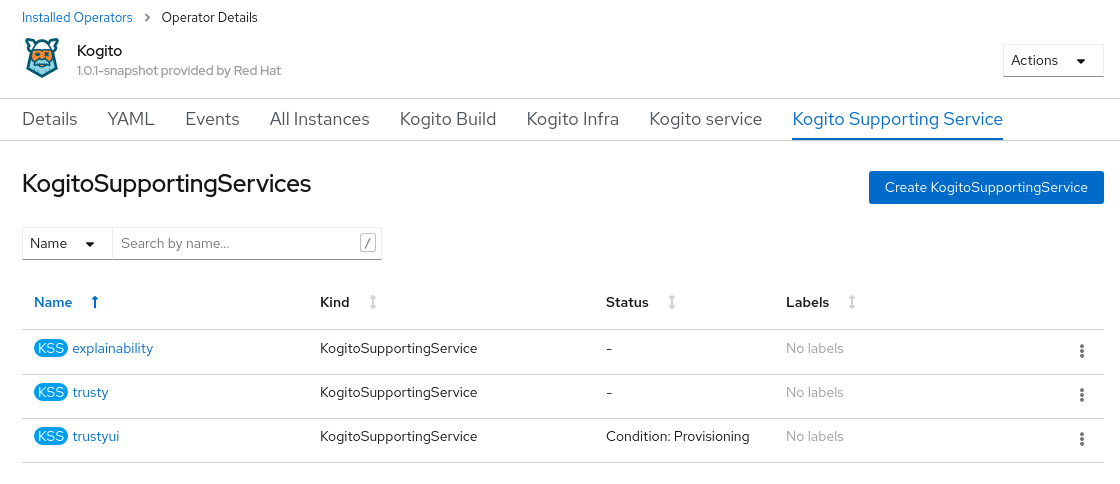 Installed Operators > Operator Details
Kogito
1.0.1-snapshot provided by Red Hat
Actions
Details YAML Events All Instances Kogito Build Kogito Infra Kogito service Kogito Supporting Service
KogitoSupportingServices
Create KogitoSupportingService
Name Search by name... /
Name Kind Status Labels
KSS explainability KogitoSupportingService - No labels
KSS trusty KogitoSupportingService - No labels
KSS trustyui KogitoSupportingService Condition: Provisioning No labels